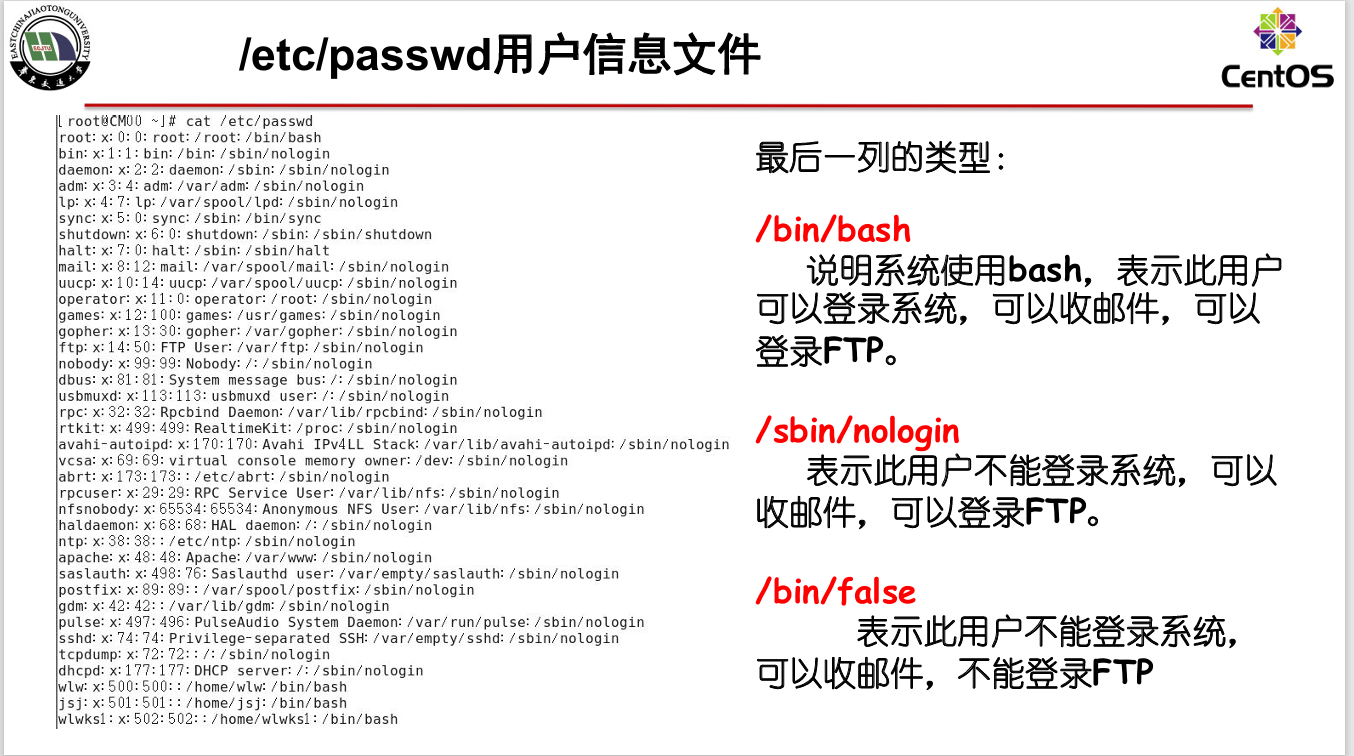 EASTCHINAJIAOTONGUNIVERSITY
ECJTU
华东交通大学
/etc/passwd用户信息文件
CentOS
[root@CM00 ~]# cat /etc/passwd
root:x:0:0:root:/root:/bin/bash
bin:x:1:1:bin:/bin:/sbin/nologin
daemon:x:2:2:daemon:/sbin:/sbin/nologin
adm:x:3:4:adm:/var/adm:/sbin/nologin
lp:x:4:7:lp:/var/spool/lpd:/sbin/nologin
sync:x:5:0:sync:/sbin:/bin/sync
shutdown:x:6:0:shutdown:/sbin:/sbin/shutdown
halt:x:7:0:halt:/sbin:/sbin/halt
mail:x:8:12:mail:/var/spool/mail:/sbin/nologin
uucp:x:10:14:uucp:/var/spool/uucp:/sbin/nologin
operator:x:11:0:operator:/root:/sbin/nologin
games:x:12:100:games:/usr/games:/sbin/nologin
gopher:x:13:30:gopher:/var/gopher:/sbin/nologin
ftp:x:14:50:FTP User:/var/ftp:/sbin/nologin
nobody:x:99:99:Nobody:/:/sbin/nologin
dbus:x:81:81:System message bus:/:/sbin/nologin
usbmuxd:x:113:113:usbmuxd user:/:/sbin/nologin
rpc:x:32:32:Rpcbind Daemon:/var/lib/rpcbind:/sbin/nologin
rtkit:x:499:499:RealtimeKit:/proc:/sbin/nologin
avahi-autoipd:x:170:170:Avahi IPv4LL Stack:/var/lib/avahi-autoipd:/sbin/nologin
vcsa:x:69:69:virtual console memory owner:/dev:/sbin/nologin
abrt:x:173:173::/etc/abrt:/sbin/nologin
rpcuser:x:29:29:RPC Service User:/var/lib/nfs:/sbin/nologin
nfsnobody:x:65534:65534:Anonymous NFS User:/var/lib/nfs:/sbin/nologin
haldaemon:x:68:68:HAL daemon:/:/sbin/nologin
ntp:x:38:38::/etc/ntp:/sbin/nologin
apache:x:48:48:Apache:/var/www:/sbin/nologin
saslauth:x:498:76:Saslauthd user:/var/empty/saslauth:/sbin/nologin
postfix:x:89:89::/var/spool/postfix:/sbin/nologin
gdm:x:42:42::/var/lib/gdm:/sbin/nologin
pulse:x:497:496:PulseAudio System Daemon:/var/run/pulse:/sbin/nologin
sshd:x:74:74:Privilege-separated SSH:/var/empty/sshd:/sbin/nologin
tcpdump:x:72:72::/:/sbin/nologin
dhcpd:x:177:177:DHCP server:/:/sbin/nologin
wlw:x:500:500::/home/wlw:/bin/bash
jsj:x:501:501::/home/jsj:/bin/bash
wlwks1:x:502:502::/home/wlwks1:/bin/bash
最后一列的类型：
/bin/bash
说明系统使用bash，表示此用户
可以登录系统，可以收邮件，可以
登录FTP。
/sbin/nologin
表示此用户不能登录系统，可以
收邮件，可以登录FTP。
/bin/false
表示此用户不能登录系统，
可以收邮件，不能登录FTP